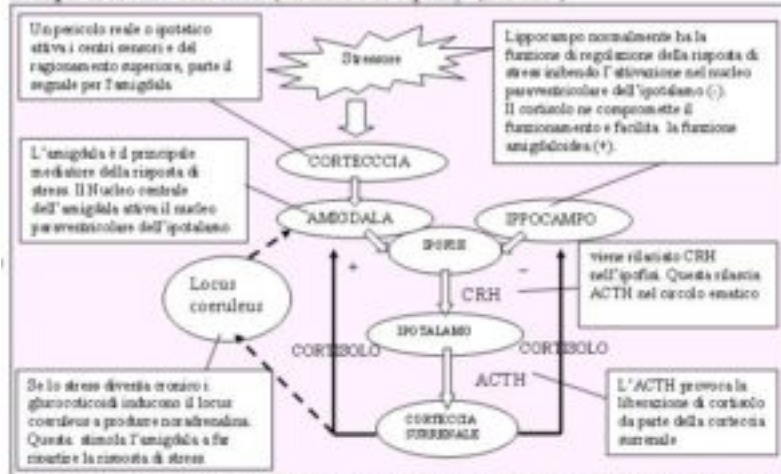 Un pericolo reale o ipotetico
attiva i centri sensori e del
ragionamento superiore, parte il
segnale per l'amigdala
Stressore
L'ippocampo normalmente ha la
funzione di regolazione della risposta di
stress inibendo l'attivazione nel nucleo
paraventricolare dell'ipotalamo (-).
Il cortisolo ne compromette il
funzionamento e facilita la funzione
amigdaloidea (+).
CORTECCCIA
L'amigdala è il principale
mediatore della risposta di
stress. Il Nucleo centrale
dell'amigdala attiva il nucleo
paraventricolare dell'ipotalamo
AMIGDALA
IPPOCAMPO
IPOFISI
+
-
viene rilasciato CRH
nell'ipofisi. Questa rilascia
ACTH nel circolo ematico
Locus
coeruleus
CRH
IPOTALAMO
CORTISOLO
CORTISOLO
ACTH
Se lo stress diventa cronico i
glucocoticoidi inducono il locus
coeruleus a produrre noradrenalina.
Questa stimola l'amigdala a far
ripartire la risposta di stress.
L'ACTH provoca la
liberazione di cortisolo
da parte della corteccia
surrenale
CORTECCIA
SURRENALE